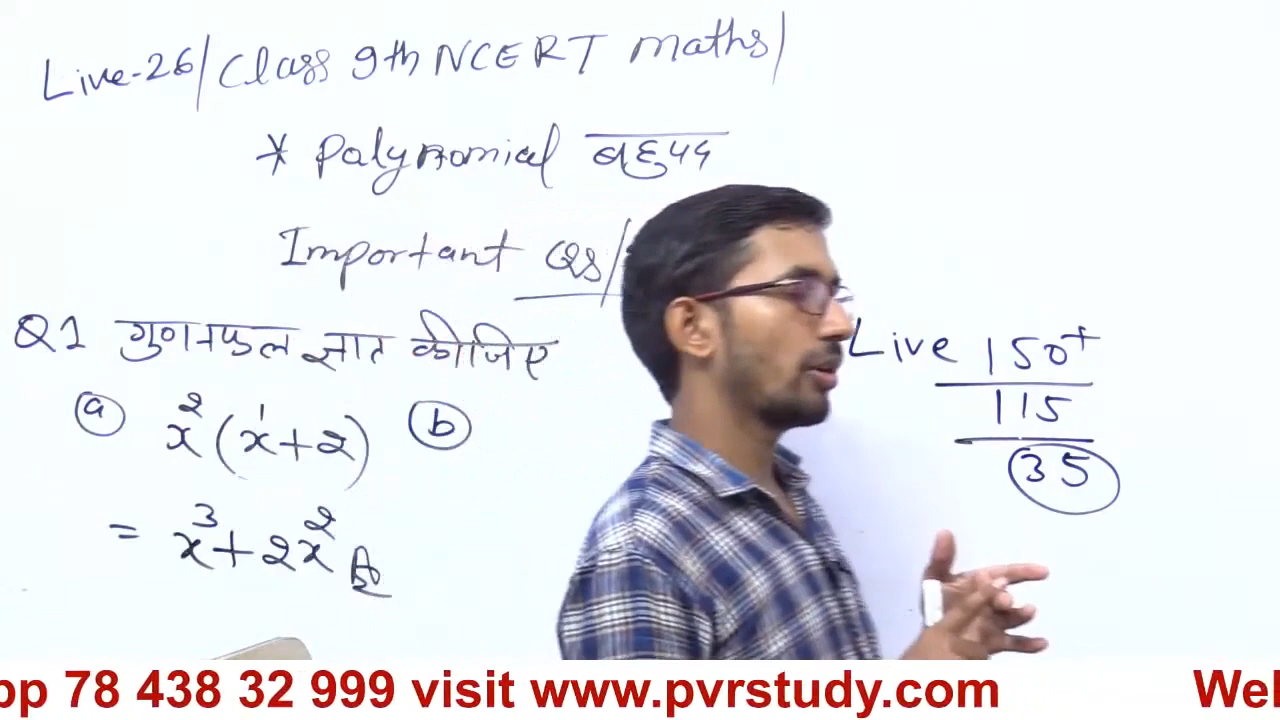 Live-26/Class 9th NCERT Maths/
* Polynomial बहुपद
Important Qs/
Q1 गुणनफल ज्ञात कीजिए
(a) x²(x¹+2) (b)
= x³+2x²
Live 150+
115
35
pp 78 438 32 999 visit www.pvrstudy.com Wel